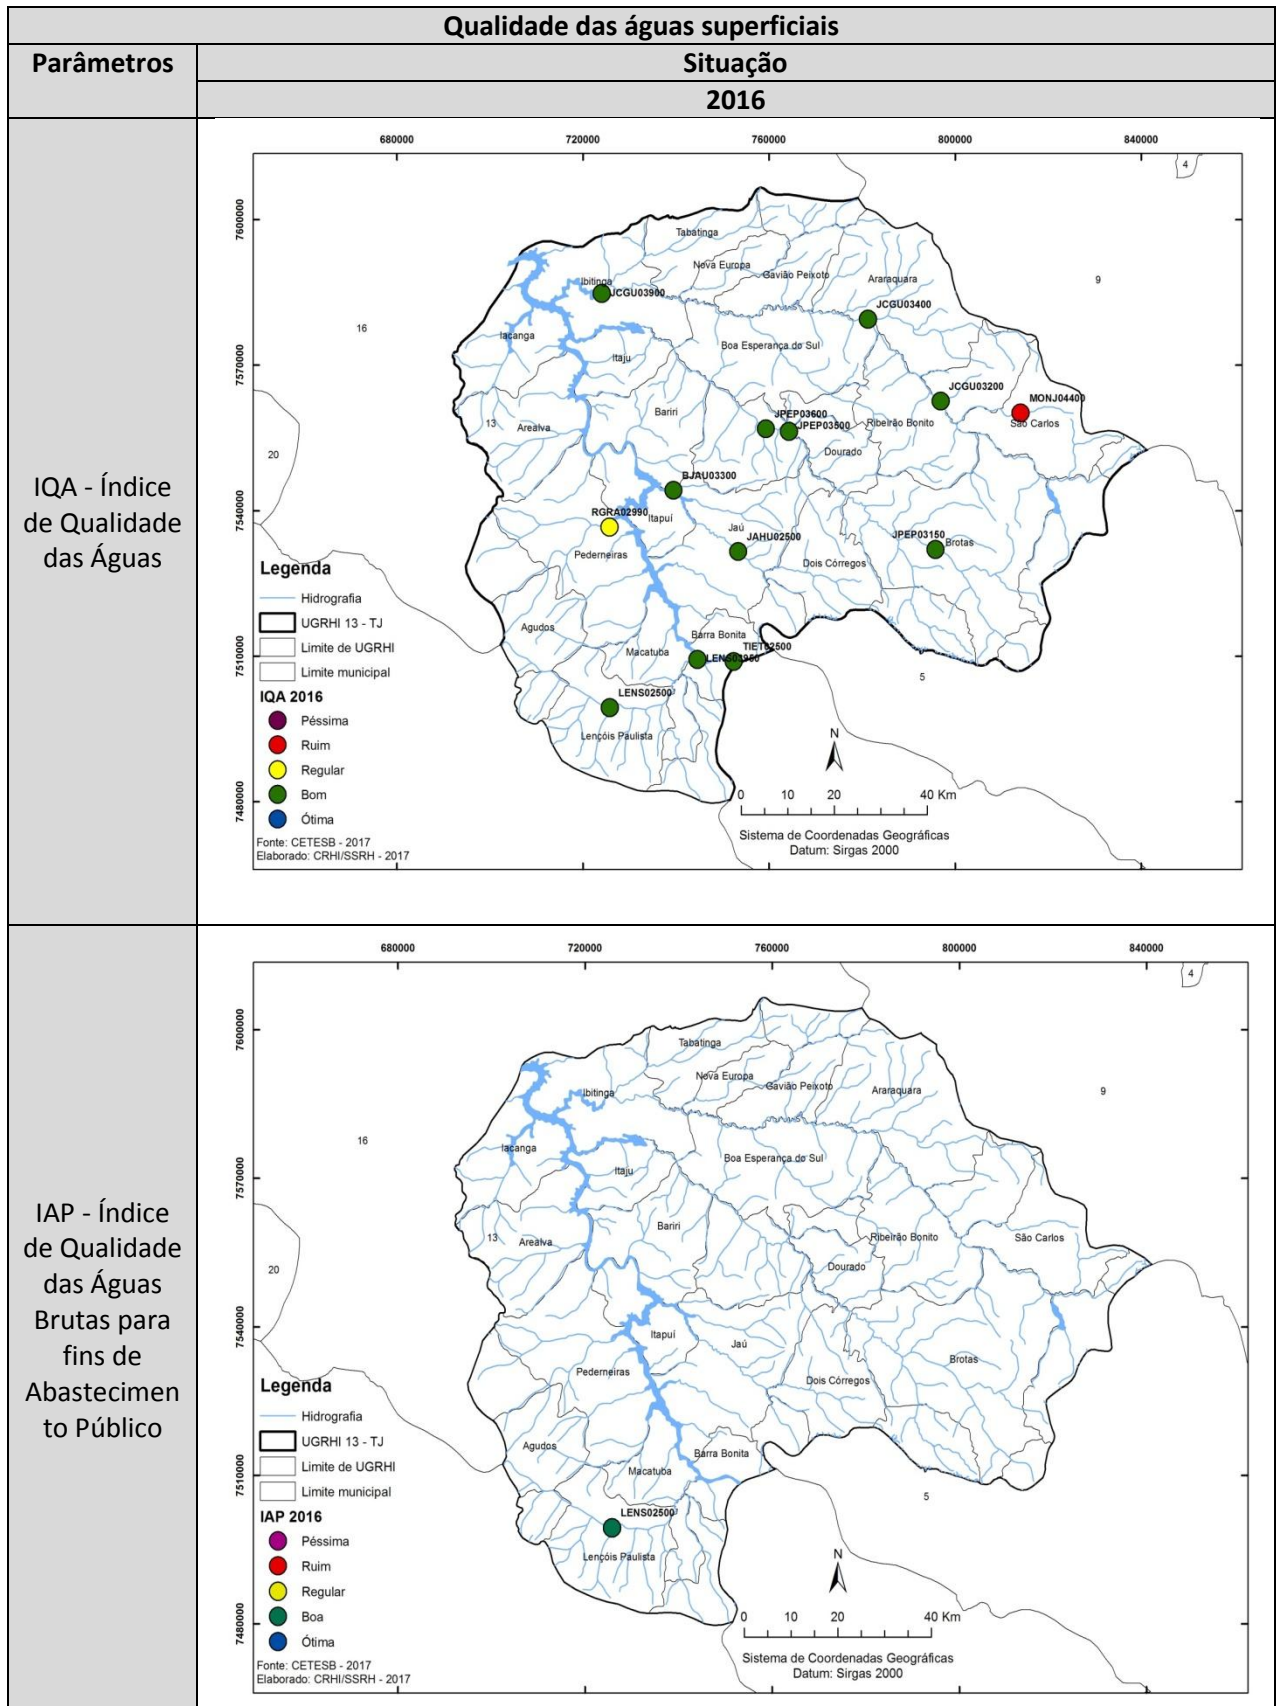 Qualidade das águas superficiais
Parâmetros
Situação
2016
IQA - Índice
de Qualidade
das Águas
680000
720000
760000
800000
840000
7600000
7570000
7540000
7510000
7480000
4
9
16
13
20
5
Tabatinga
Nova Europa
Gavião Peixoto
Araraquara
Ibitinga
JCGU03900
JCGU03400
Iacanga
Itaju
Boa Esperança do Sul
JCGU03200
MONJ04400
São Carlos
Bariri
JPEP03600
JPEP03500
Ribeirão Bonito
Arealva
Dourado
BJAU03300
RGRA02990
Itapuí
Jaú
JAHU02500
JPEP03150
Brotas
Pederneiras
Dois Córregos
Agudos
Barra Bonita
TIET02500
Macatuba
LENS03950
LENS02500
Lençóis Paulista
Legenda
Hidrografia
UGRHI 13 - TJ
Limite de UGRHI
Limite municipal
IQA 2016
Péssima
Ruim
Regular
Bom
Ótima
Fonte: CETESB - 2017
Elaborado: CRHI/SSRH - 2017
N
0 10 20 40 Km
Sistema de Coordenadas Geográficas
Datum: Sirgas 2000
IAP - Índice
de Qualidade
das Águas
Brutas para
fins de
Abastecimen
to Público
680000
720000
760000
800000
840000
7600000
7570000
7540000
7510000
7480000
4
9
16
13
20
5
Tabatinga
Nova Europa
Gavião Peixoto
Araraquara
Ibitinga
Iacanga
Itaju
Boa Esperança do Sul
Bariri
Ribeirão Bonito
São Carlos
Arealva
Dourado
Itapuí
Jaú
Brotas
Pederneiras
Dois Córregos
Agudos
Barra Bonita
Macatuba
LENS02500
Lençóis Paulista
Legenda
Hidrografia
UGRHI 13 - TJ
Limite de UGRHI
Limite municipal
IAP 2016
Péssima
Ruim
Regular
Boa
Ótima
Fonte: CETESB - 2017
Elaborado: CRHI/SSRH - 2017
N
0 10 20 40 Km
Sistema de Coordenadas Geográficas
Datum: Sirgas 2000